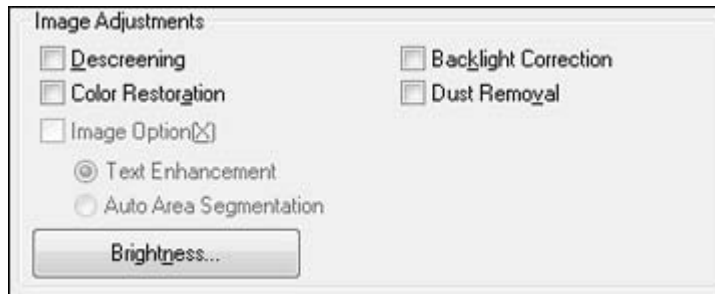 Image Adjustments
Descreening
Backlight Correction
Color Restoration
Dust Removal
Image Option(X)
Text Enhancement
Auto Area Segmentation
Brightness...